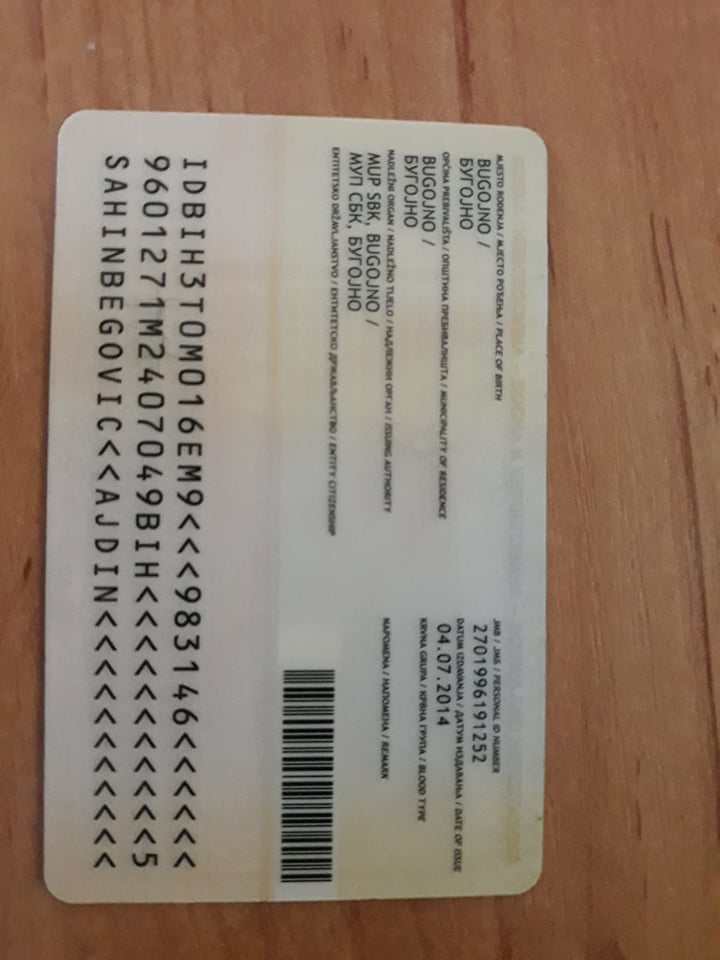 MJESTO ROĐENJA / МЈЕСТО РОЂЕЊА / PLACE OF BIRTH
BUGOJNO /
БУГОЈНО
OPĆINA PREBIVALIŠTA / ОПШТИНА ПРЕБИВАЛИШТА / MUNICIPALITY OF RESIDENCE
BUGOJNO /
БУГОЈНО
NADLEŽNI ORGAN / NADLEŽNO TIJELO / НАДЛЕЖНИ ОРГАН / ISSUING AUTHORITY
MUP SBK, BUGOJNO /
МУП СБК, БУГОЈНО
ENTITETSKO DRŽAVLJANSTVO / ЕНТИТЕТСКО ДРЖАВЉАНСТВО / ENTITY CITIZENSHIP
JMB / ЈМБ / PERSONAL ID NUMBER
2701996191252
DATUM IZDAVANJA / ДАТУМ ИЗДАВАЊА / DATE OF ISSUE
04.07.2014
KRVNA GRUPA / КРВНА ГРУПА / BLOOD TYPE
NAPOMENA / НАПОМЕНА / REMARK
IDBIH3TOM016EM9<<<983146<<<<<<
9601271M2407049BIH<<<<<<<<<<<5
SAHINBEGOVIC<<AJDIN<<<<<<<<<<<